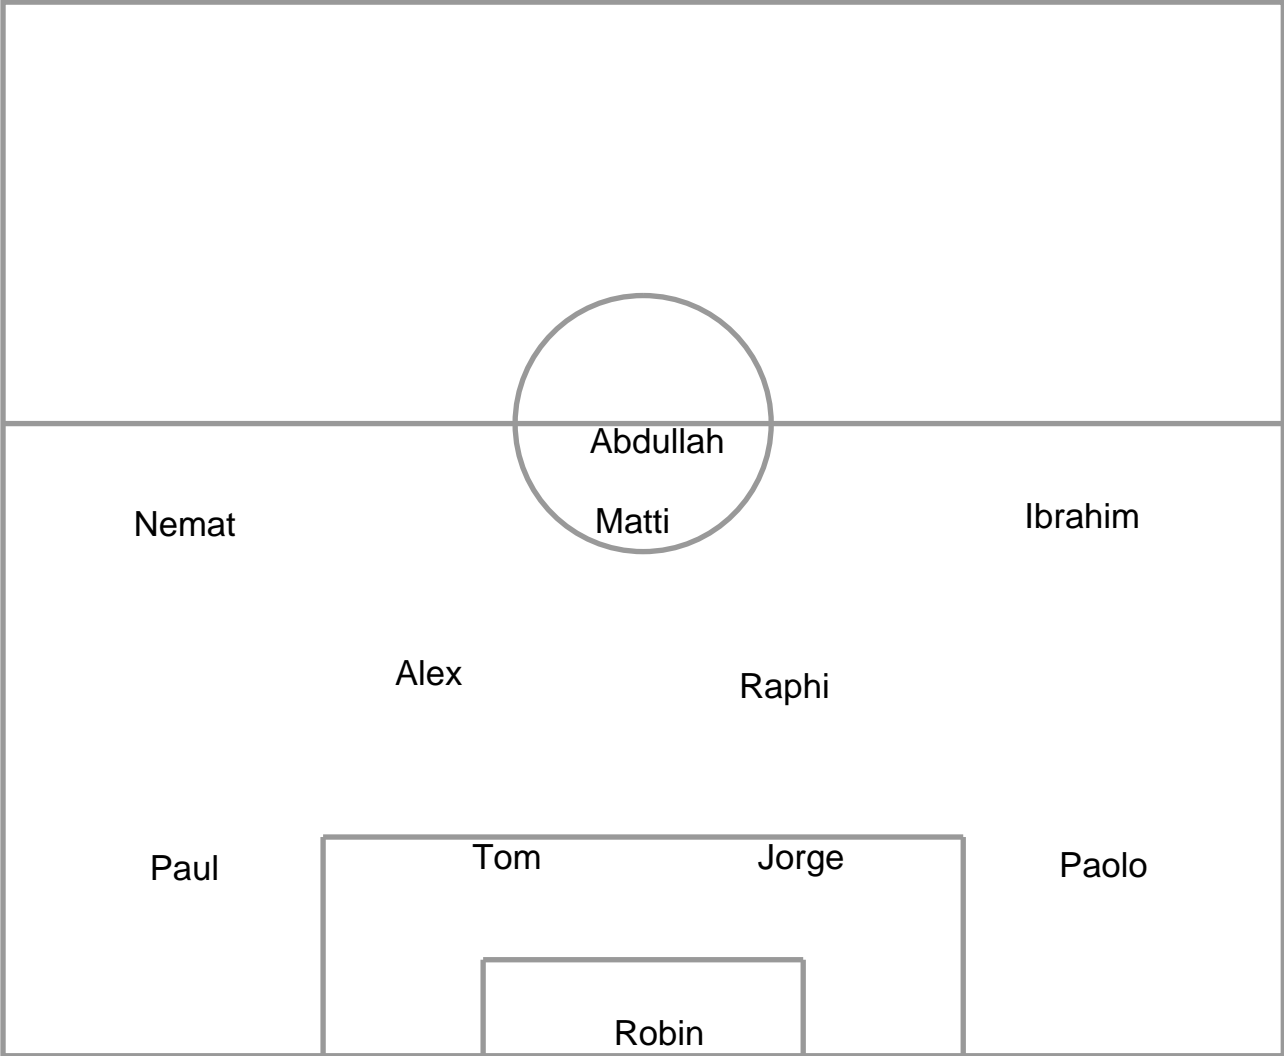 Abdullah
Nemat
Matti
Ibrahim
Alex
Raphi
Paul
Tom
Jorge
Paolo
Robin